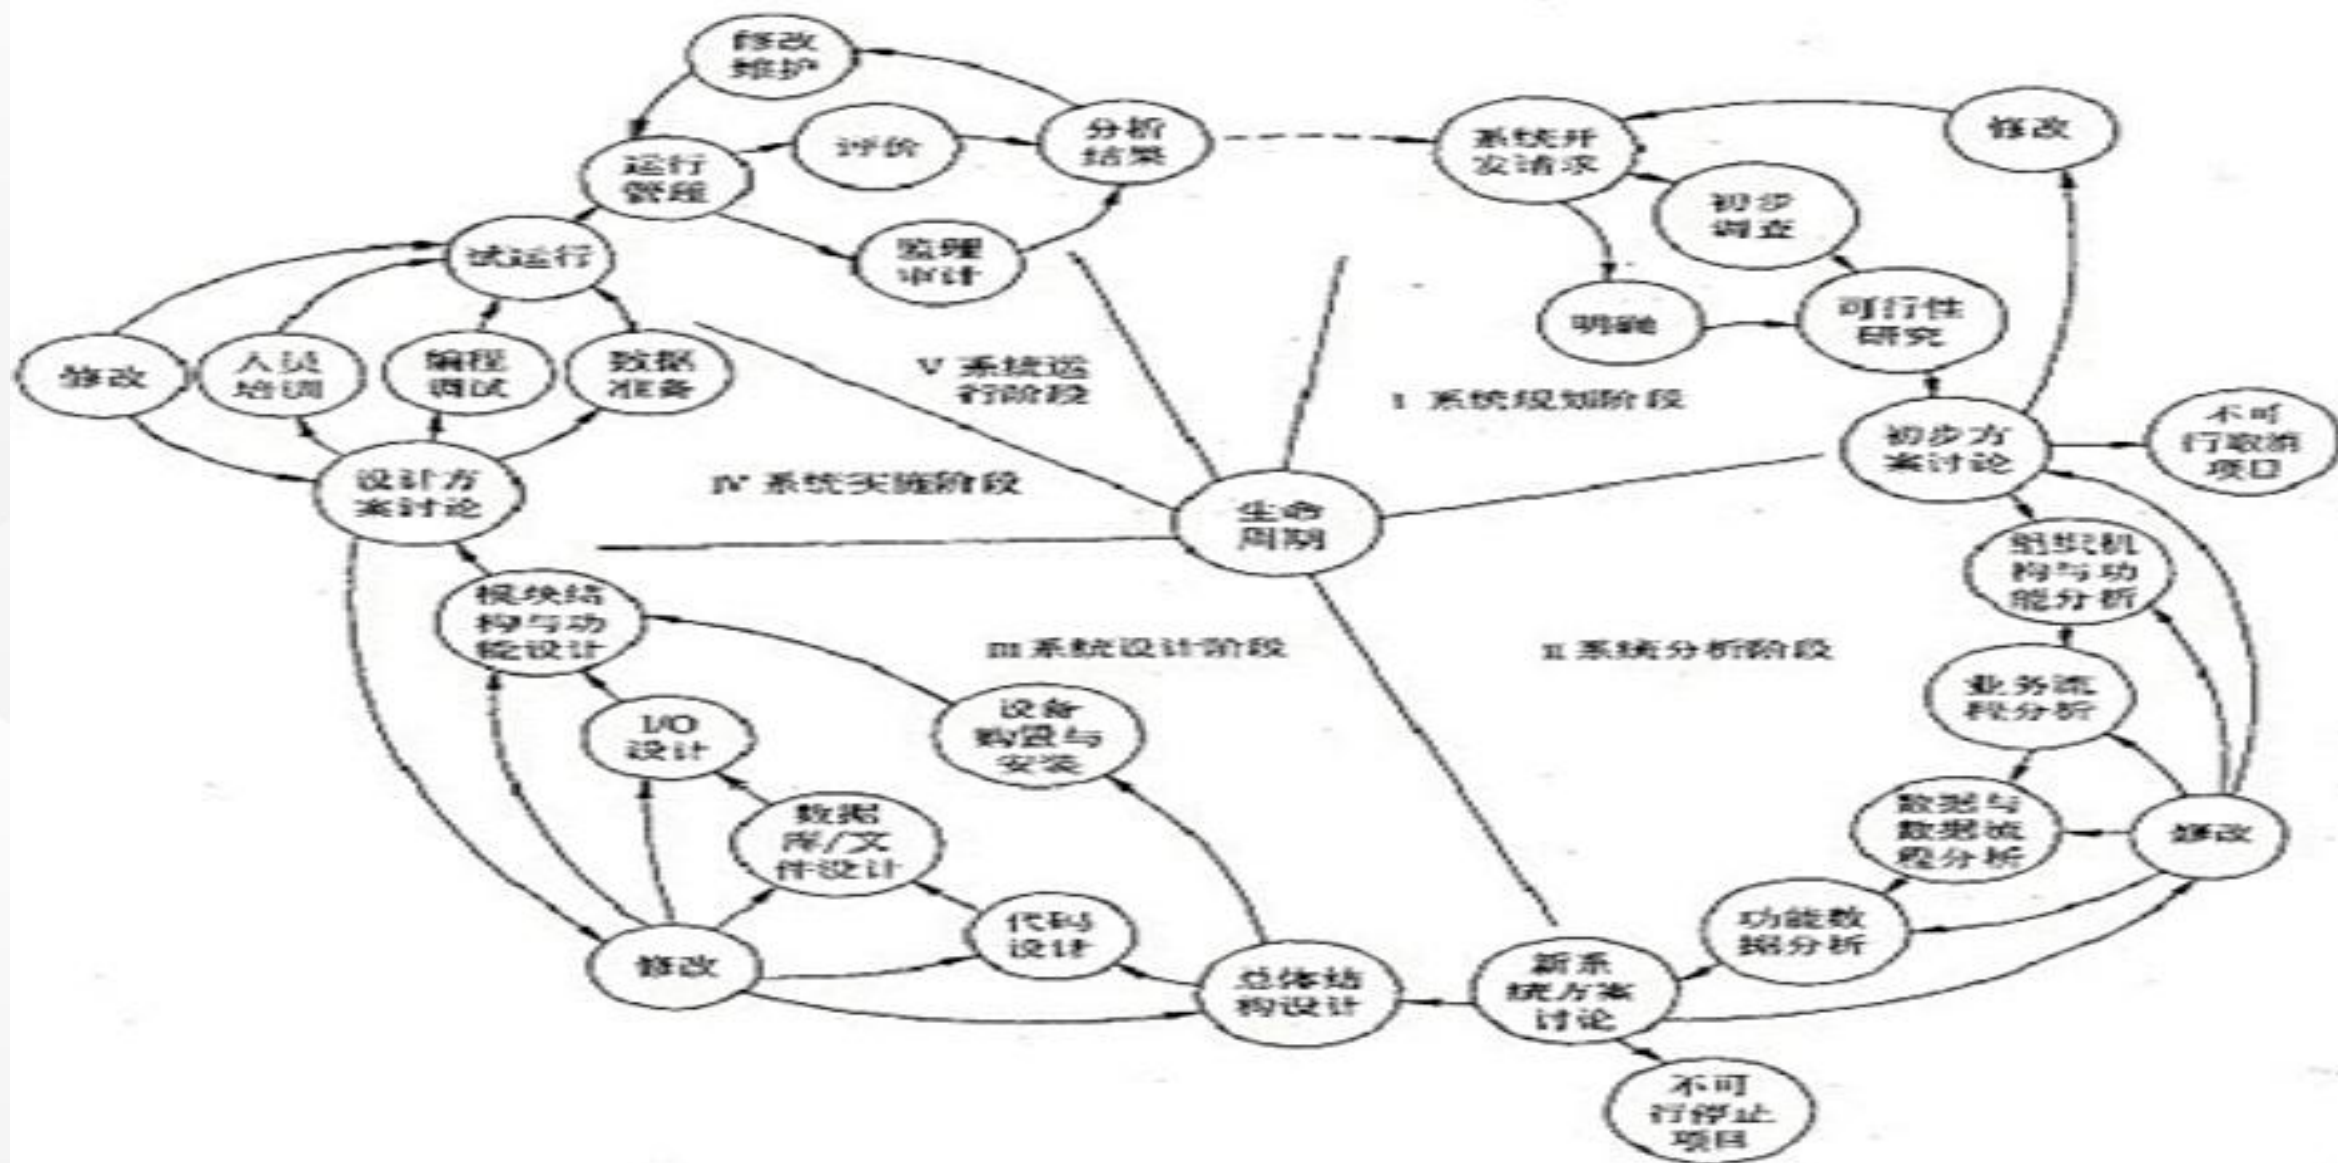 修改
维护
评价
分析
结果
运行
管理
监理
审计
试运行
修改
人员
培训
编程
调试
数据
准备
设计方
案讨论
系统开
发请求
修改
初步
调查
明确
可行性
研究
初步方
案讨论
不可
行取消
项目
V 系统运
行阶段
I 系统规划阶段
IV 系统实施阶段
生命
周期
III 系统设计阶段
II 系统分析阶段
组织机
构与功
能分析
业务流
程分析
数据与
数据流
程分析
修改
功能数
据分析
新系
统方案
讨论
不可
行停止
项目
模块结
构与功
能设计
I/O
设计
设备
购置与
安装
数据
库/文
件设计
代码
设计
修改
总体结
构设计